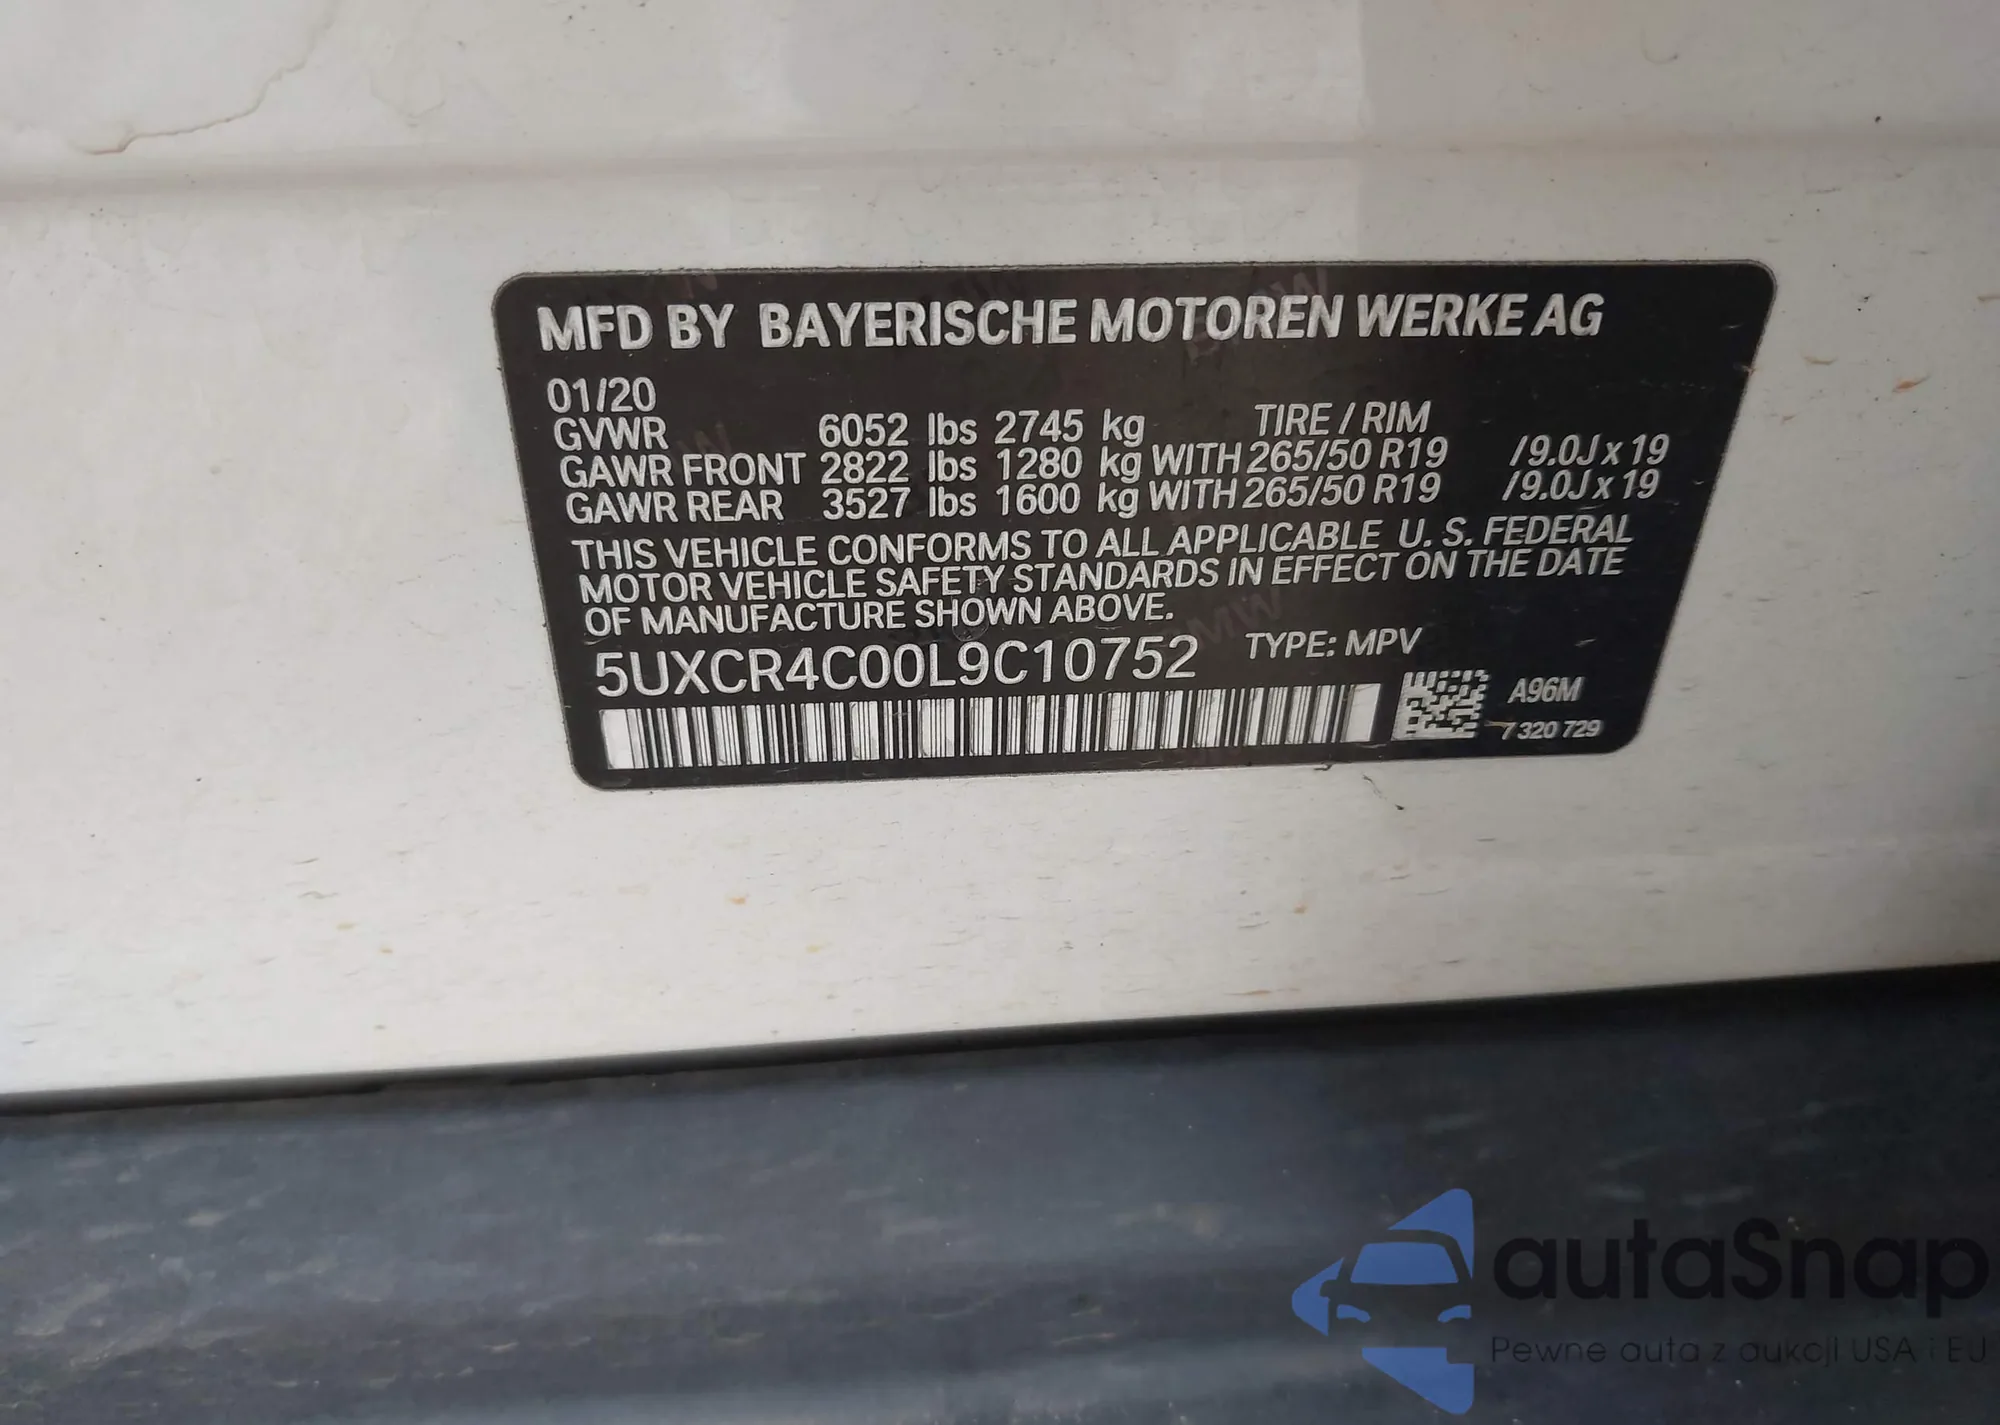 MFD BY BAYERISCHE MOTOREN WERKE AG
01/20
GVWR 6052 lbs 2745 kg TIRE / RIM
GAWR FRONT 2822 lbs 1280 kg WITH 265/50 R19 /9.0J x 19
GAWR REAR 3527 lbs 1600 kg WITH 265/50 R19 /9.0J x 19
THIS VEHICLE CONFORMS TO ALL APPLICABLE U. S. FEDERAL
MOTOR VEHICLE SAFETY STANDARDS IN EFFECT ON THE DATE
OF MANUFACTURE SHOWN ABOVE.
5UXCR4C00L9C10752 TYPE: MPV
A96M
7 320 729
autaSnap
Pewne auta z aukcji USA i EU